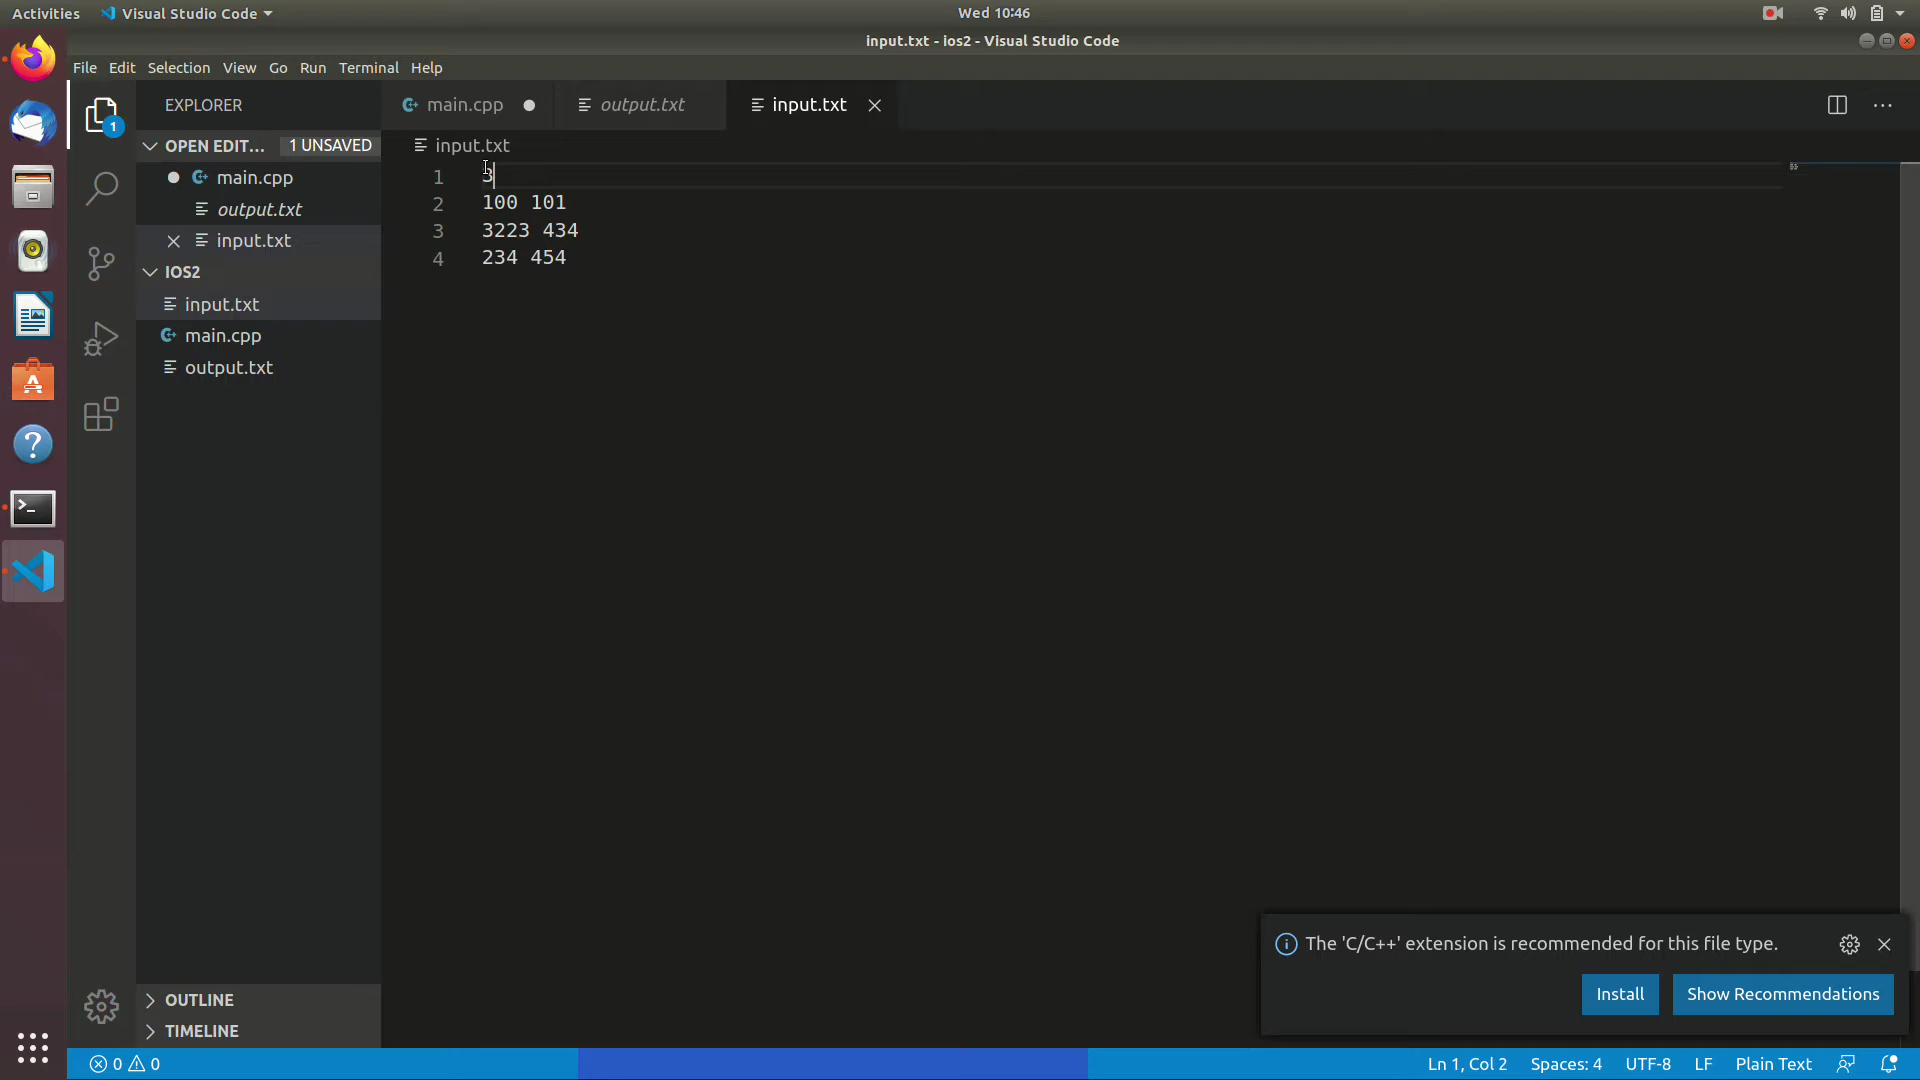 Activities Visual Studio Code Wed 10:46
input.txt - ios2 - Visual Studio Code
File Edit Selection View Go Run Terminal Help
EXPLORER
OPEN EDIT... 1 UNSAVED
main.cpp
output.txt
input.txt
IOS2
input.txt
main.cpp
output.txt
OUTLINE
TIMELINE
1
main.cpp output.txt input.txt
input.txt
1 3
2 100 101
3 3223 434
4 234 454
The 'C/C++' extension is recommended for this file type.
Install Show Recommendations
0 0 Ln 1, Col 2 Spaces: 4 UTF-8 LF Plain Text